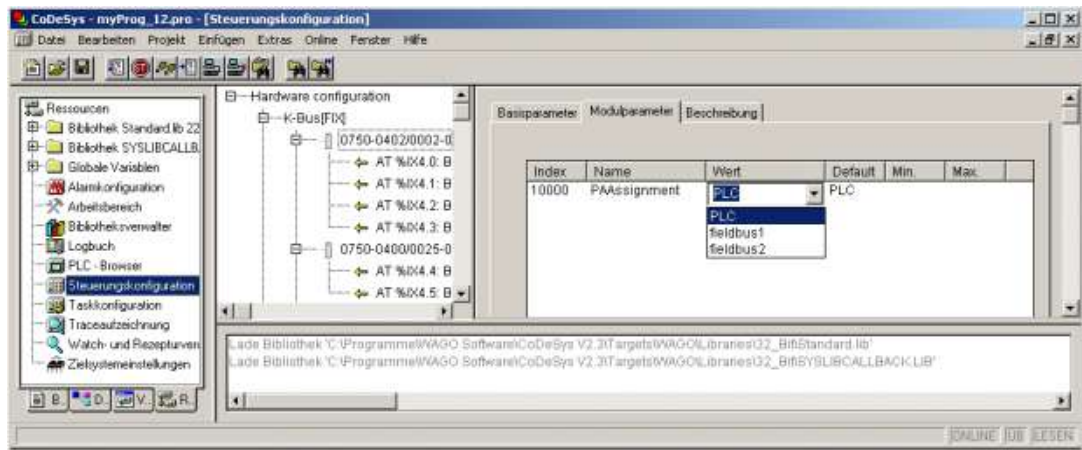 CoDeSys - myProg_12.pro - [Steuerungskonfiguration]
Datei Bearbeiten Projekt Einfügen Extras Online Fenster Hilfe
Ressourcen
Bibliothek Standard.lib 22
Bibliothek SYSLIBCALLB
Globale Variablen
Alarmkonfiguration
Arbeitsbereich
Bibliotheksverwalter
Logbuch
PLC - Browser
Steuerungskonfiguration
Taskkonfiguration
Traceaufzeichnung
Watch- und Rezepturver
Zielsystemeinstellungen
B. D. V. R.
Hardware configuration
K-Bus[FIX]
0750-0402/0002-0
AT %IX4.0: B
AT %IX4.1: B
AT %IX4.2: B
AT %IX4.3: B
0750-0400/0025-0
AT %IX4.4: B
AT %IX4.5: B
Basisparameter Modulparameter Beschreibung
Index Name Wert Default Min. Max.
10000 PAAssignment PLC PLC
PLC
fieldbus1
fieldbus2
Lade Bibliothek 'C:\Programme\WAGO Software\CoDeSys V2.3\Targets\WAGO\Libraries\32_Bit\Standard.lib'
Lade Bibliothek 'C:\Programme\WAGO Software\CoDeSys V2.3\Targets\WAGO\Libraries\32_Bit\SYSLIBCALLBACK.LIB'
ONLINE ÜB LESEN